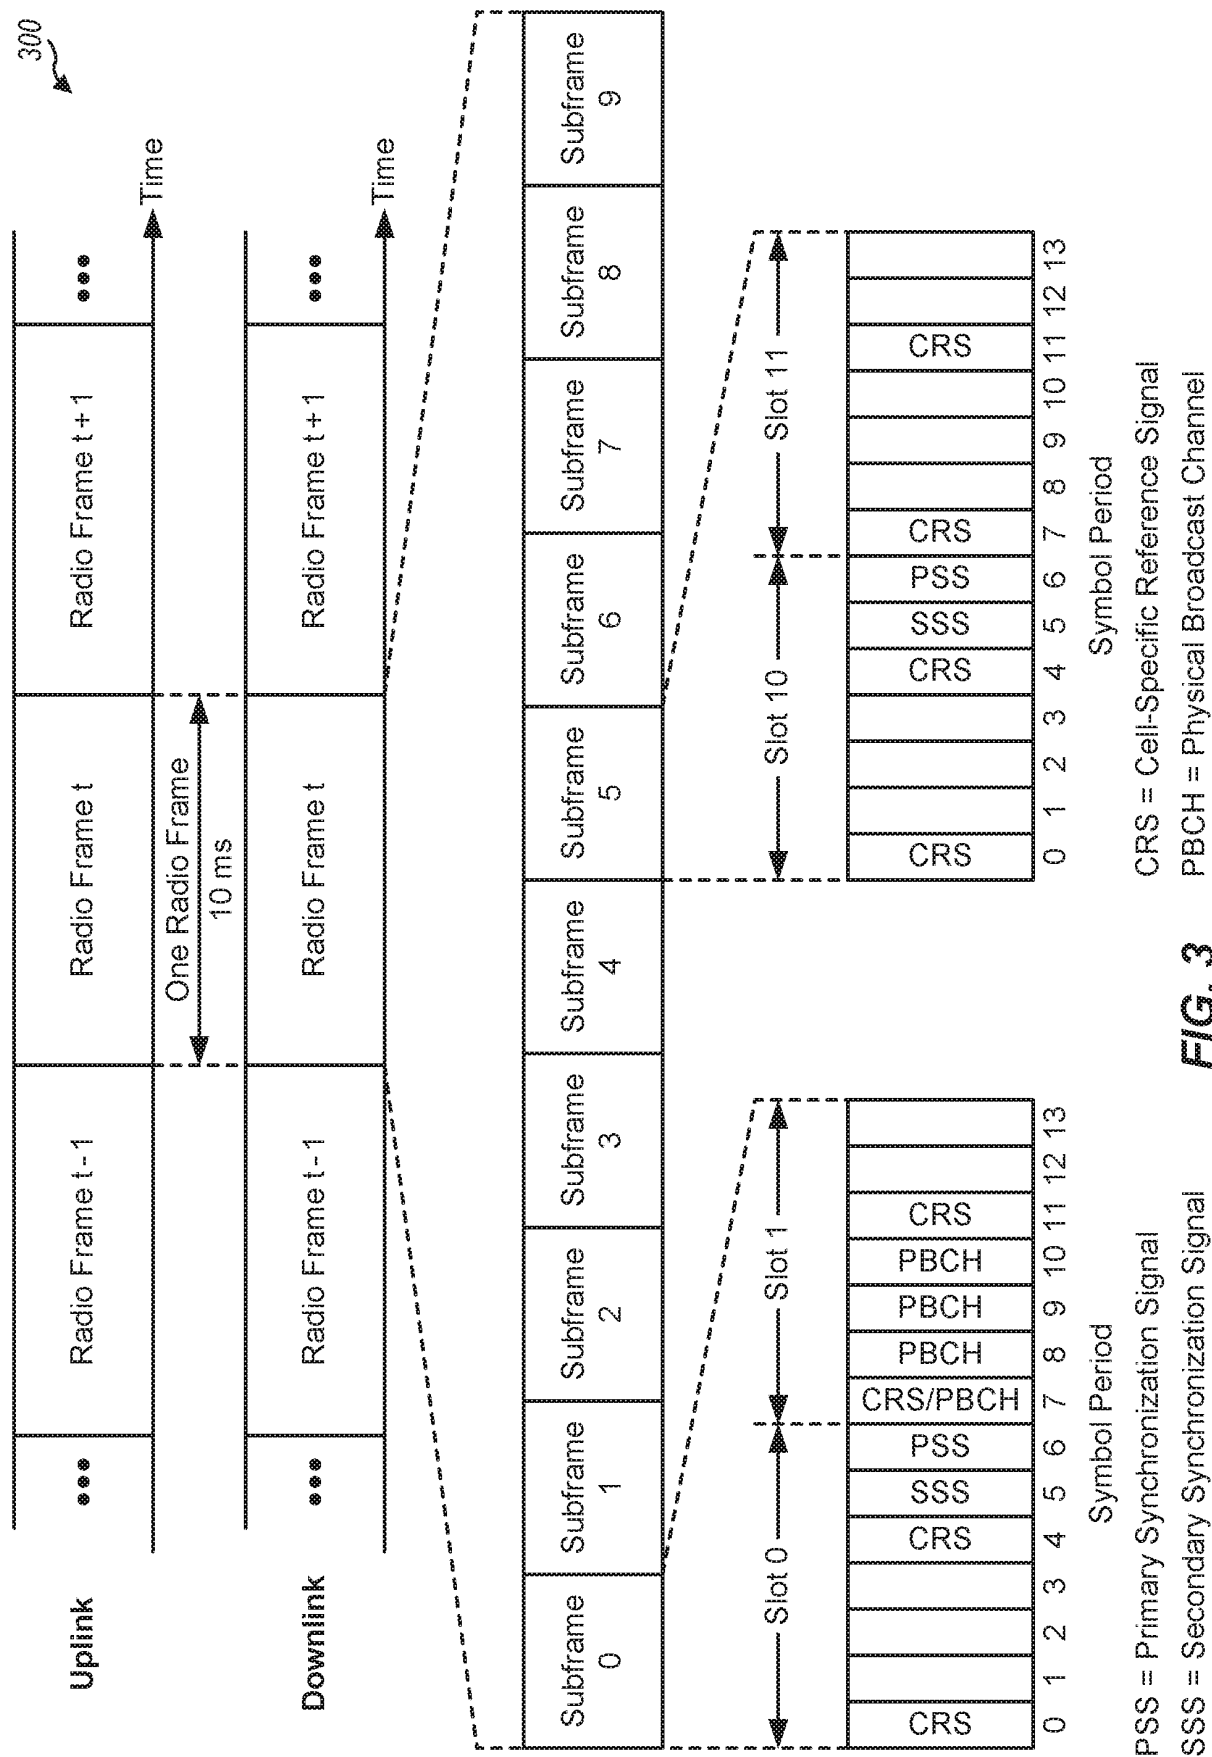 300
Uplink
••• Radio Frame t - 1 Radio Frame t Radio Frame t + 1 •••
Time
One Radio Frame
10 ms
Downlink
••• Radio Frame t - 1 Radio Frame t Radio Frame t + 1 •••
Time
Subframe 0
Subframe 1
Subframe 2
Subframe 3
Subframe 4
Subframe 5
Subframe 6
Subframe 7
Subframe 8
Subframe 9
Slot 0 Slot 1
CRS CRS SSS PSS CRS/PBCH PBCH PBCH PBCH CRS
0 1 2 3 4 5 6 7 8 9 10 11 12 13
Symbol Period
Slot 10 Slot 11
CRS CRS SSS PSS CRS CRS
0 1 2 3 4 5 6 7 8 9 10 11 12 13
Symbol Period
PSS = Primary Synchronization Signal
SSS = Secondary Synchronization Signal
CRS = Cell-Specific Reference Signal
PBCH = Physical Broadcast Channel
FIG. 3